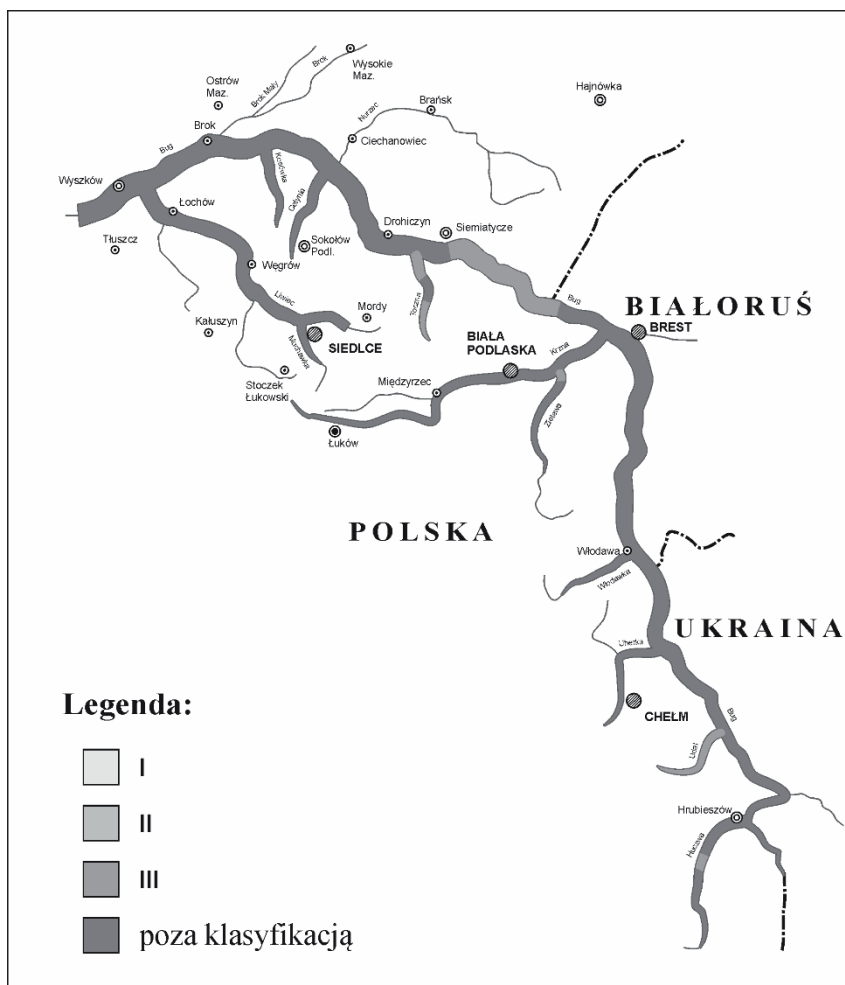 Wysokie
Maz.
Brok
Brok Mały
Ostrów
Maz.
Hajnówka
Brańsk
Nurzec
Ciechanowiec
Brok
Bug
Kosówka
Cetynia
Wyszków
Łochów
Drohiczyn
Siemiatycze
Sokołów
Podl.
Tłuszcz
Węgrów
Liwiec
Toczna
Bug
BIAŁORUŚ
BREST
Mordy
Kałuszyn
SIEDLCE
Muchawka
BIAŁA
PODLASKA
Krzna
Stoczek
Łukowski
Międzyrzec
Zielawa
Łuków
POLSKA
Włodawa
Włodawka
UKRAINA
Uherka
CHEŁM
Bug
Udal
Hrubieszów
Huczwa
Legenda:
I
II
III
poza klasyfikacją